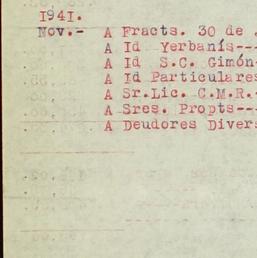 1941.
Nov.- A Fracts. 30 de
A Id Yerbanís---
A Id S.C. Gimón
A Id Particulares
A Sr.Lic. C.M.R.-
A Sres. Propts---
A Deudores Divers